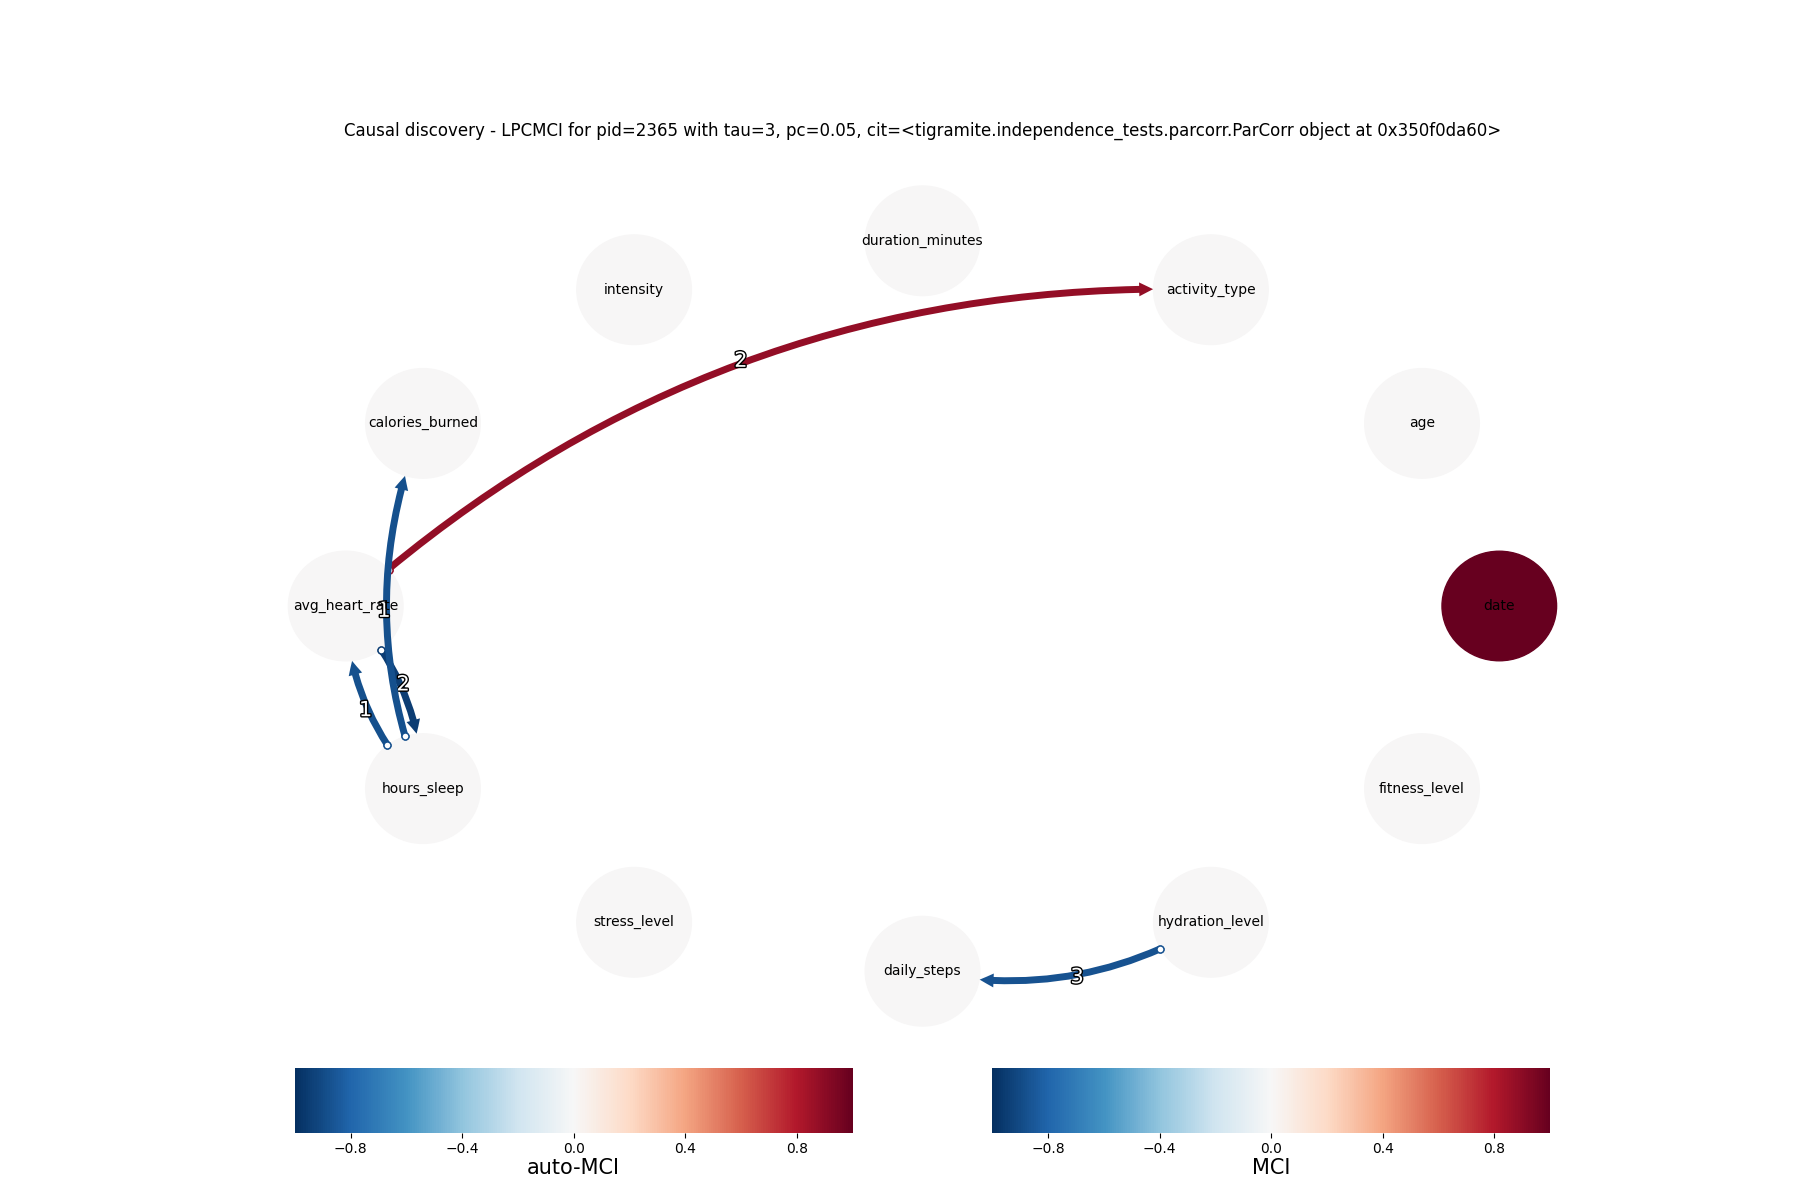 Causal discovery - LPCMCI for pid=2365 with tau=3, pc=0.05, cit=<tigramite.independence_tests.parcorr.ParCorr object at 0x350f0da60>
duration_minutes
intensity
activity_type
2
calories_burned
age
avg_heart_rate
1
date
2
1
hours_sleep
fitness_level
stress_level
hydration_level
daily_steps
3
−0.8 −0.4 0.0 0.4 0.8
auto-MCI
−0.8 −0.4 0.0 0.4 0.8
MCI